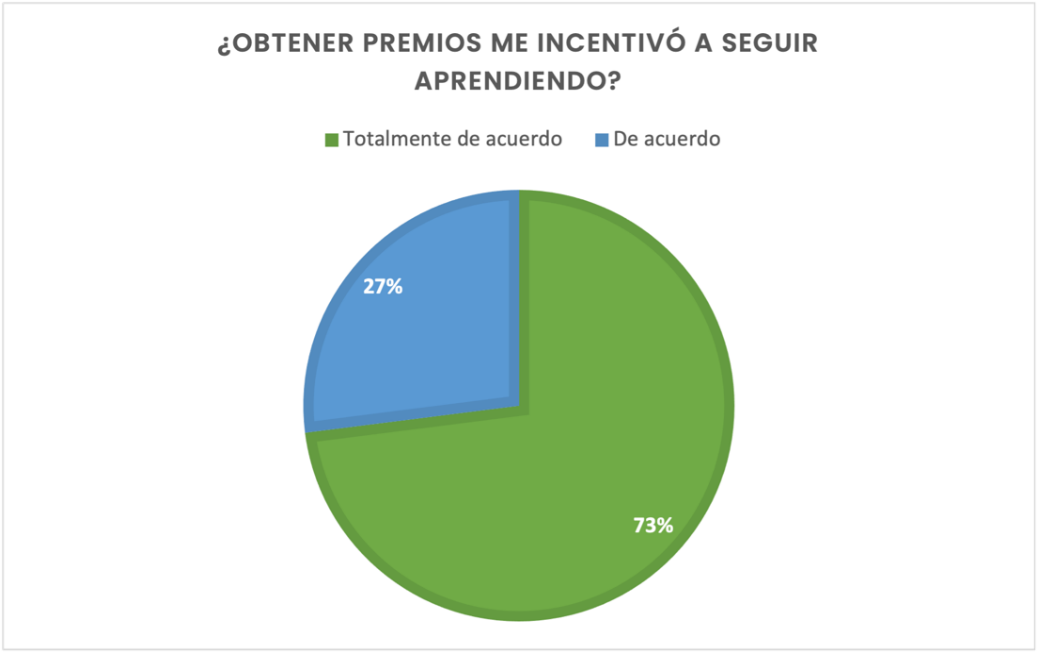 ¿OBTENER PREMIOS ME INCENTIVÓ A SEGUIR
APRENDIENDO?
Totalmente de acuerdo De acuerdo
27%
73%